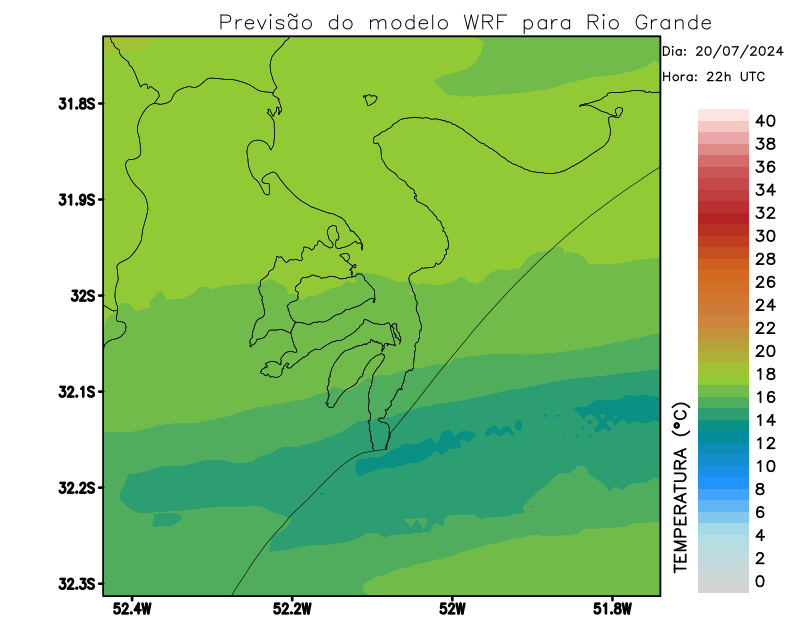 Previsão do modelo WRF para Rio Grande
Dia: 20/07/2024
Hora: 22h UTC
31.8S
31.9S
32S
32.1S
32.2S
32.3S
52.4W
52.2W
52W
51.8W
TEMPERATURA (°C)
40
38
36
34
32
30
28
26
24
22
20
18
16
14
12
10
8
6
4
2
0